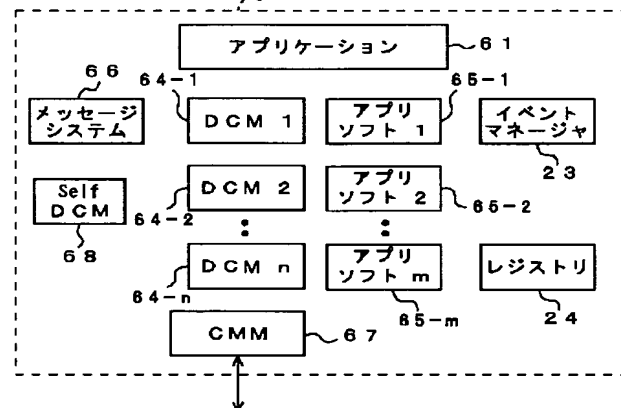 アプリケーション
61
66
64-1
65-1
メッセージ
システム
DCM 1
アプリ
ソフト 1
イベント
マネージャ
23
Self
DCM
68
DCM 2
64-2
アプリ
ソフト 2
65-2
DCM n
64-n
アプリ
ソフト m
65-m
レジストリ
24
CMM
67